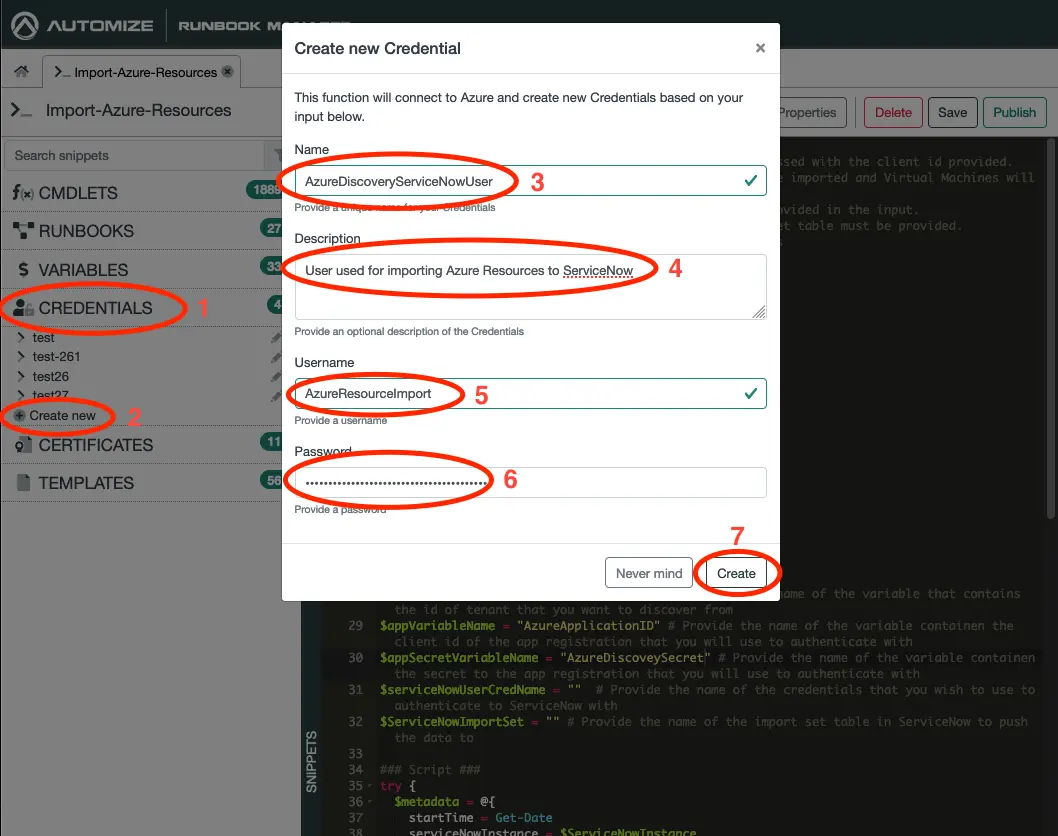 AUTOMIZE RUNBOOK
Import-Azure-Resources
Import-Azure-Resources
Properties Delete Save Publish
Search snippets
CMDLETS 1889
RUNBOOKS 27
VARIABLES 33
CREDENTIALS 4
1
test
test-261
test26
test27
Create new
2
CERTIFICATES 11
TEMPLATES 56
Create new Credential
This function will connect to Azure and create new Credentials based on your
input below.
Name
AzureDiscoveryServiceNowUser
3
Provide a unique name for your Credentials
Description
User used for importing Azure Resources to ServiceNow
4
Provide an optional description of the Credentials
Username
AzureResourceImport
5
Provide a username
Password
6
Provide a password
7
Never mind Create
sed with the client id provided.
imported and Virtual Machines will
vided in the input.
t table must be provided.
name of the variable that contains
the id of tenant that you want to discover from
29 $appVariableName = "AzureApplicationID" # Provide the name of the variable containen the
client id of the app registration that you will use to authenticate with
30 $appSecretVariableName = "AzureDiscoveySecret" # Provide the name of the variable containen
the secret to the app registration that you will use to authenticate with
31 $serviceNowUserCredName = "" # Provide the name of the credentials that you wish to use to
authenticate to ServiceNow with
32 $ServiceNowImportSet = "" # Provide the name of the import set table in ServiceNow to push
the data to
33
34 ### Script ###
35 try {
36 $metadata = @{
37 startTime = Get-Date
38 serviceNowInstance = $ServiceNowInstance
SNIPPETS